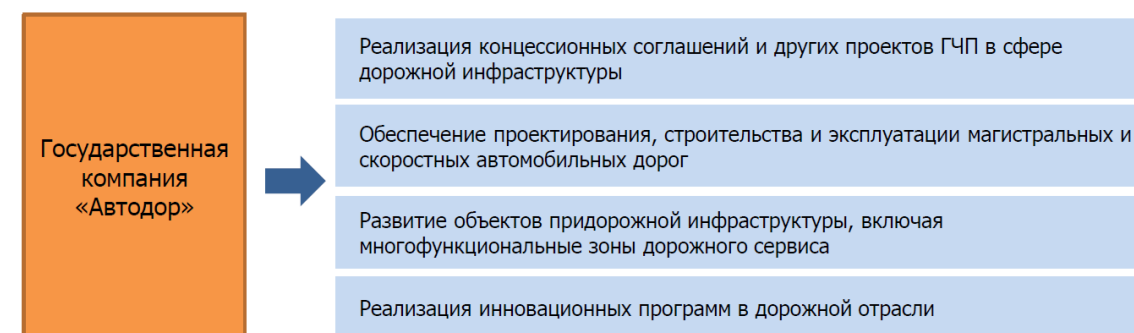 Государственная
компания
«Автодор»
Реализация концессионных соглашений и других проектов ГЧП в сфере
дорожной инфраструктуры
Обеспечение проектирования, строительства и эксплуатации магистральных и
скоростных автомобильных дорог
Развитие объектов придорожной инфраструктуры, включая
многофункциональные зоны дорожного сервиса
Реализация инновационных программ в дорожной отрасли